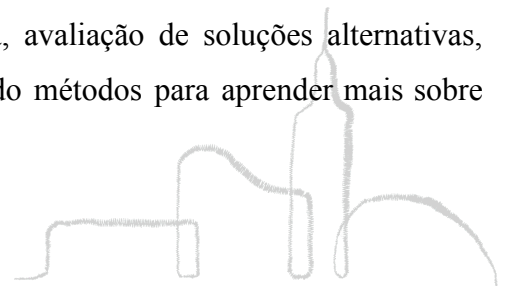 avaliação de soluções alternativas,
do métodos para aprender mais sobre